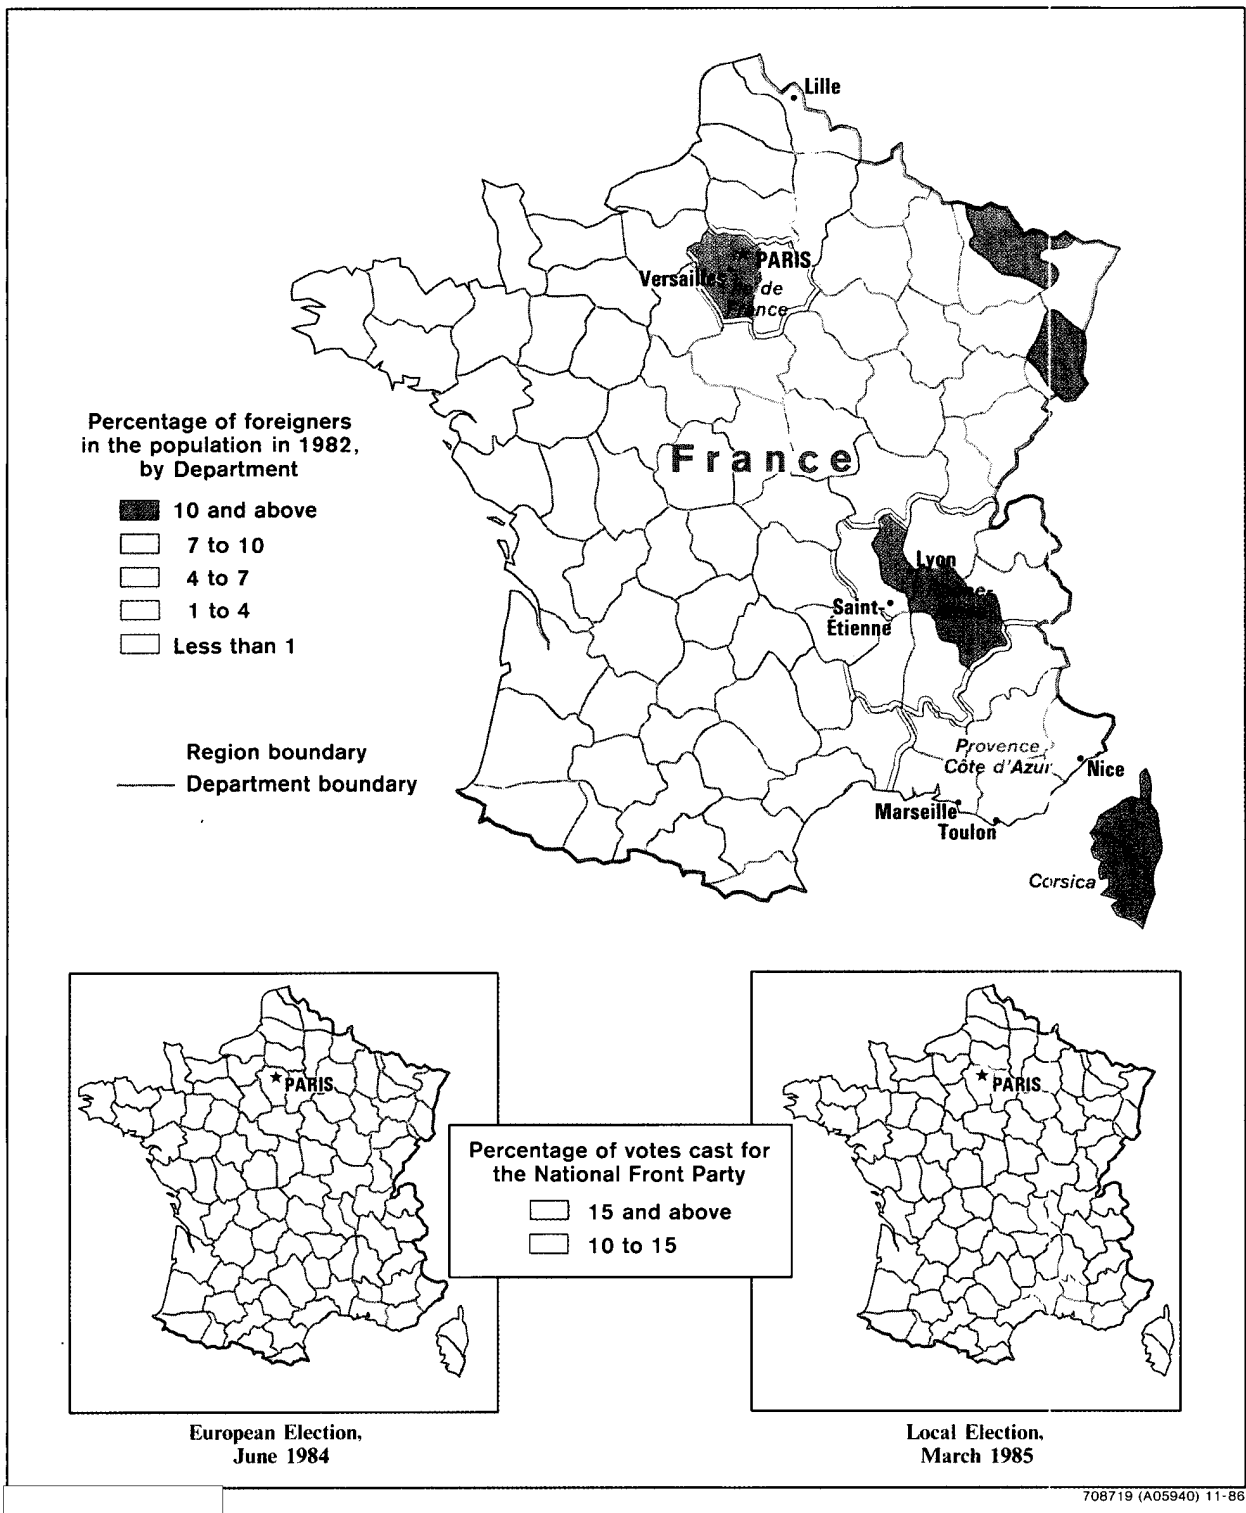 Lille
PARIS
Versailles
Île de
France
Percentage of foreigners
in the population in 1982,
by Department
10 and above
7 to 10
4 to 7
1 to 4
Less than 1
Region boundary
Department boundary
France
Lyon
Saint-
Étienne
Provence
Côte d'Azur
Nice
Marseille
Toulon
Corsica
PARIS
PARIS
Percentage of votes cast for
the National Front Party
15 and above
10 to 15
European Election,
June 1984
Local Election,
March 1985
708719 (A05940) 11-86